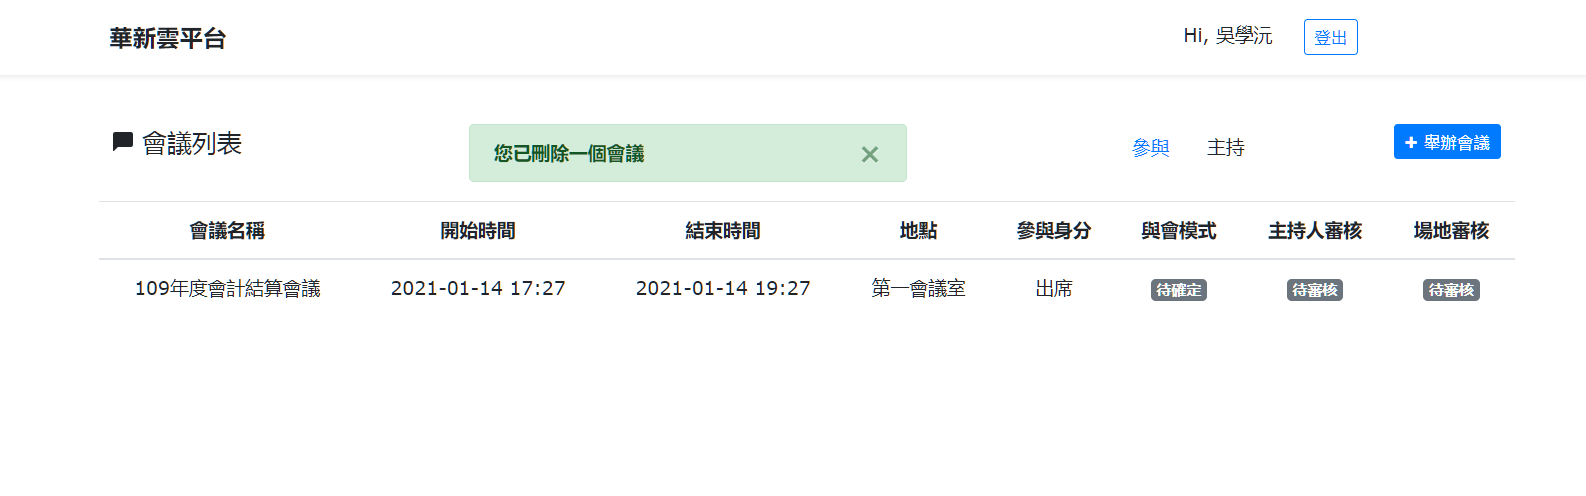 華新雲平台
Hi, 吳學沅
登出
會議列表
您已刪除一個會議
×
參與
主持
+ 舉辦會議
會議名稱 開始時間 結束時間 地點 參與身分 與會模式 主持人審核 場地審核
109年度會計結算會議 2021-01-14 17:27 2021-01-14 19:27 第一會議室 出席 待確定 待審核 待審核